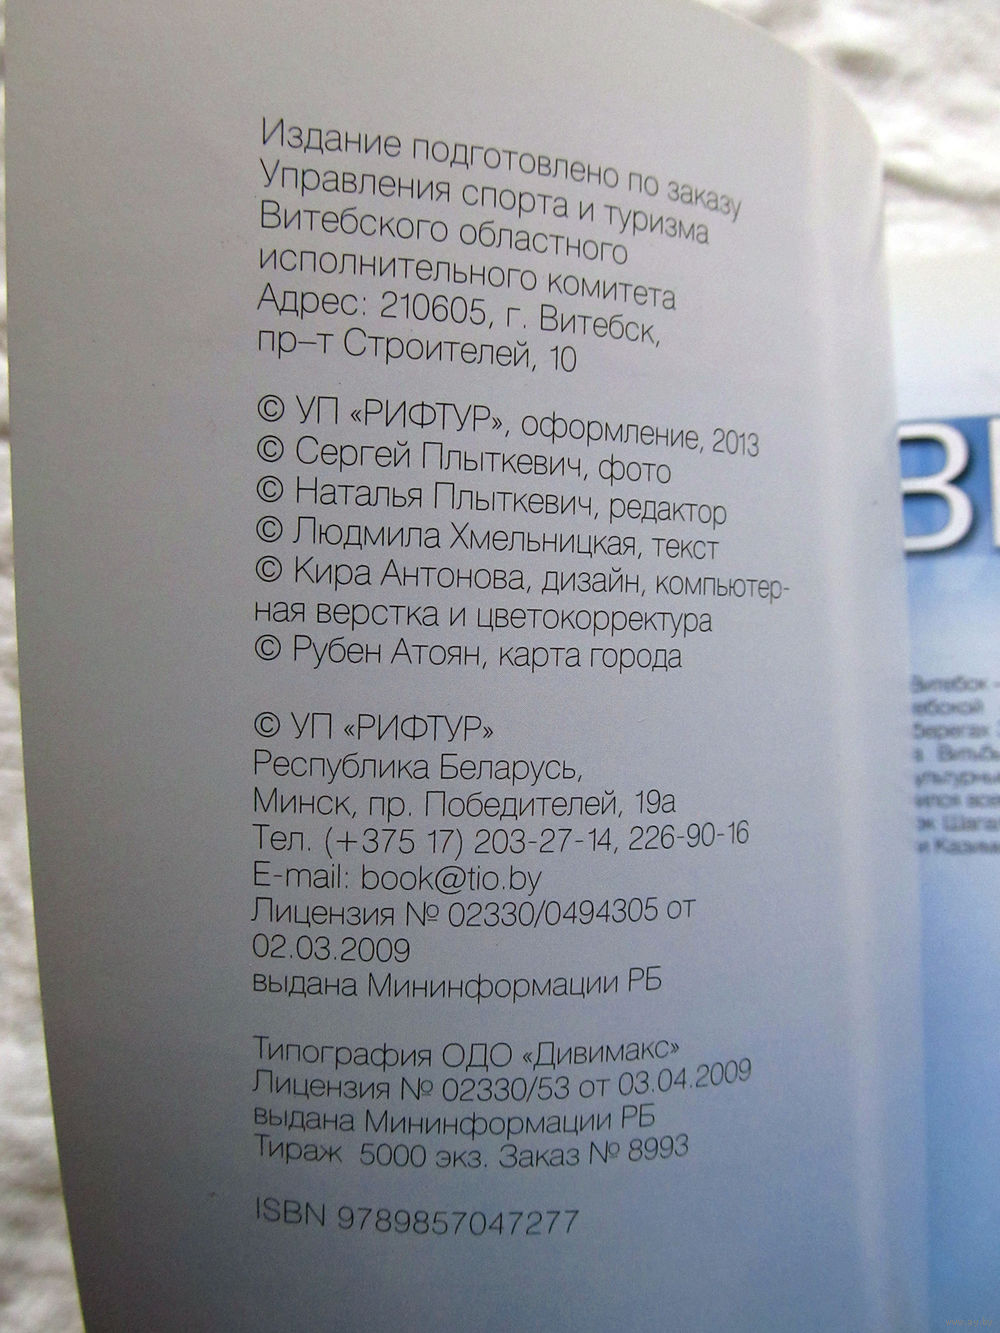 Издание подготовлено по заказу
Управления спорта и туризма
Витебского областного
исполнительного комитета
Адрес: 210605, г. Витебск,
пр–т Строителей, 10
© УП «РИФТУР», оформление, 2013
© Сергей Плыткевич, фото
© Наталья Плыткевич, редактор
© Людмила Хмельницкая, текст
© Кира Антонова, дизайн, компьютер-
ная верстка и цветокорректура
© Рубен Атоян, карта города
© УП «РИФТУР»
Республика Беларусь,
Минск, пр. Победителей, 19а
Тел. (+375 17) 203-27-14, 226-90-16
E-mail: book@tio.by
Лицензия № 02330/0494305 от
02.03.2009
выдана Мининформации РБ
Типография ОДО «Дивимакс»
Лицензия № 02330/53 от 03.04.2009
выдана Мининформации РБ
Тираж 5000 экз. Заказ № 8993
ISBN 9789857047277
В
Витебск –